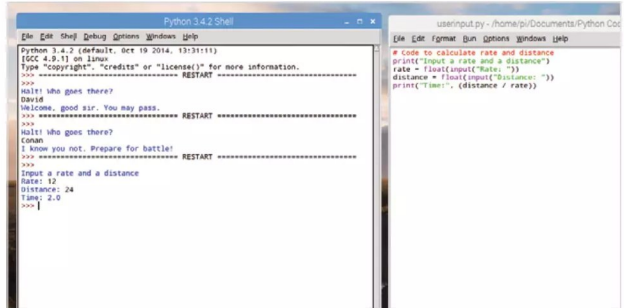 Python 3.4.2 Shell
File Edit Shell Debug Options Windows Help
Python 3.4.2 (default, Oct 19 2014, 13:31:11)
[GCC 4.9.1] on linux
Type "copyright", "credits" or "license()" for more information.
>>> ================================ RESTART ================================
>>>
Halt! Who goes there?
David
Welcome, good sir. You may pass.
>>> ================================ RESTART ================================
>>>
Halt! Who goes there?
Conan
I know you not. Prepare for battle!
>>> ================================ RESTART ================================
>>>
Input a rate and a distance
Rate: 12
Distance: 24
Time: 2.0
>>>
userinput.py - /home/pi/Documents/Python Coo
File Edit Format Run Options Windows Help
# Code to calculate rate and distance
print("Input a rate and a distance")
rate = float(input("Rate: "))
distance = float(input("Distance: "))
print("Time:", (distance / rate))